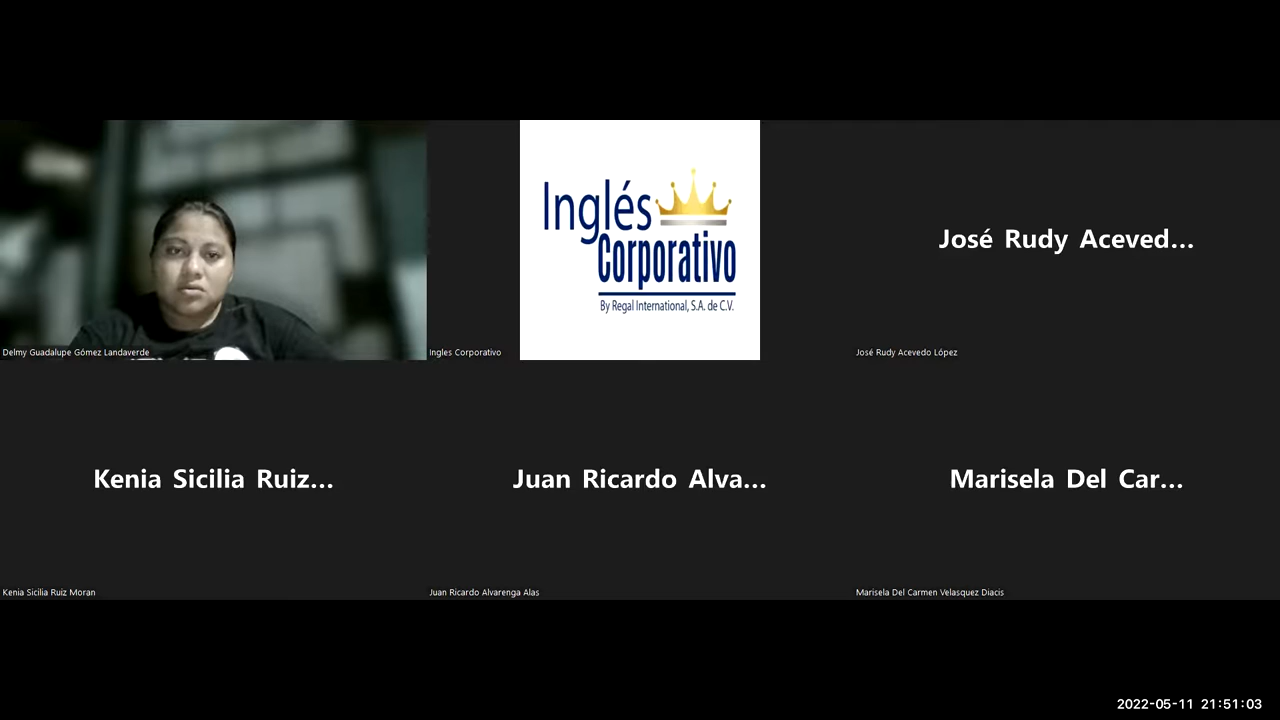 Inglés
Corporativo
By Regal International, S.A. de C.V.
José Rudy Aceved...
Delmy Guadalupe Gómez Landaverde
Ingles Corporativo
José Rudy Acevedo López
Kenia Sicilia Ruiz...
Juan Ricardo Alva...
Marisela Del Car...
Kenia Sicilia Ruiz Moran
Juan Ricardo Alvarenga Alas
Marisela Del Carmen Velasquez Diacis
2022-05-11 21:51:03